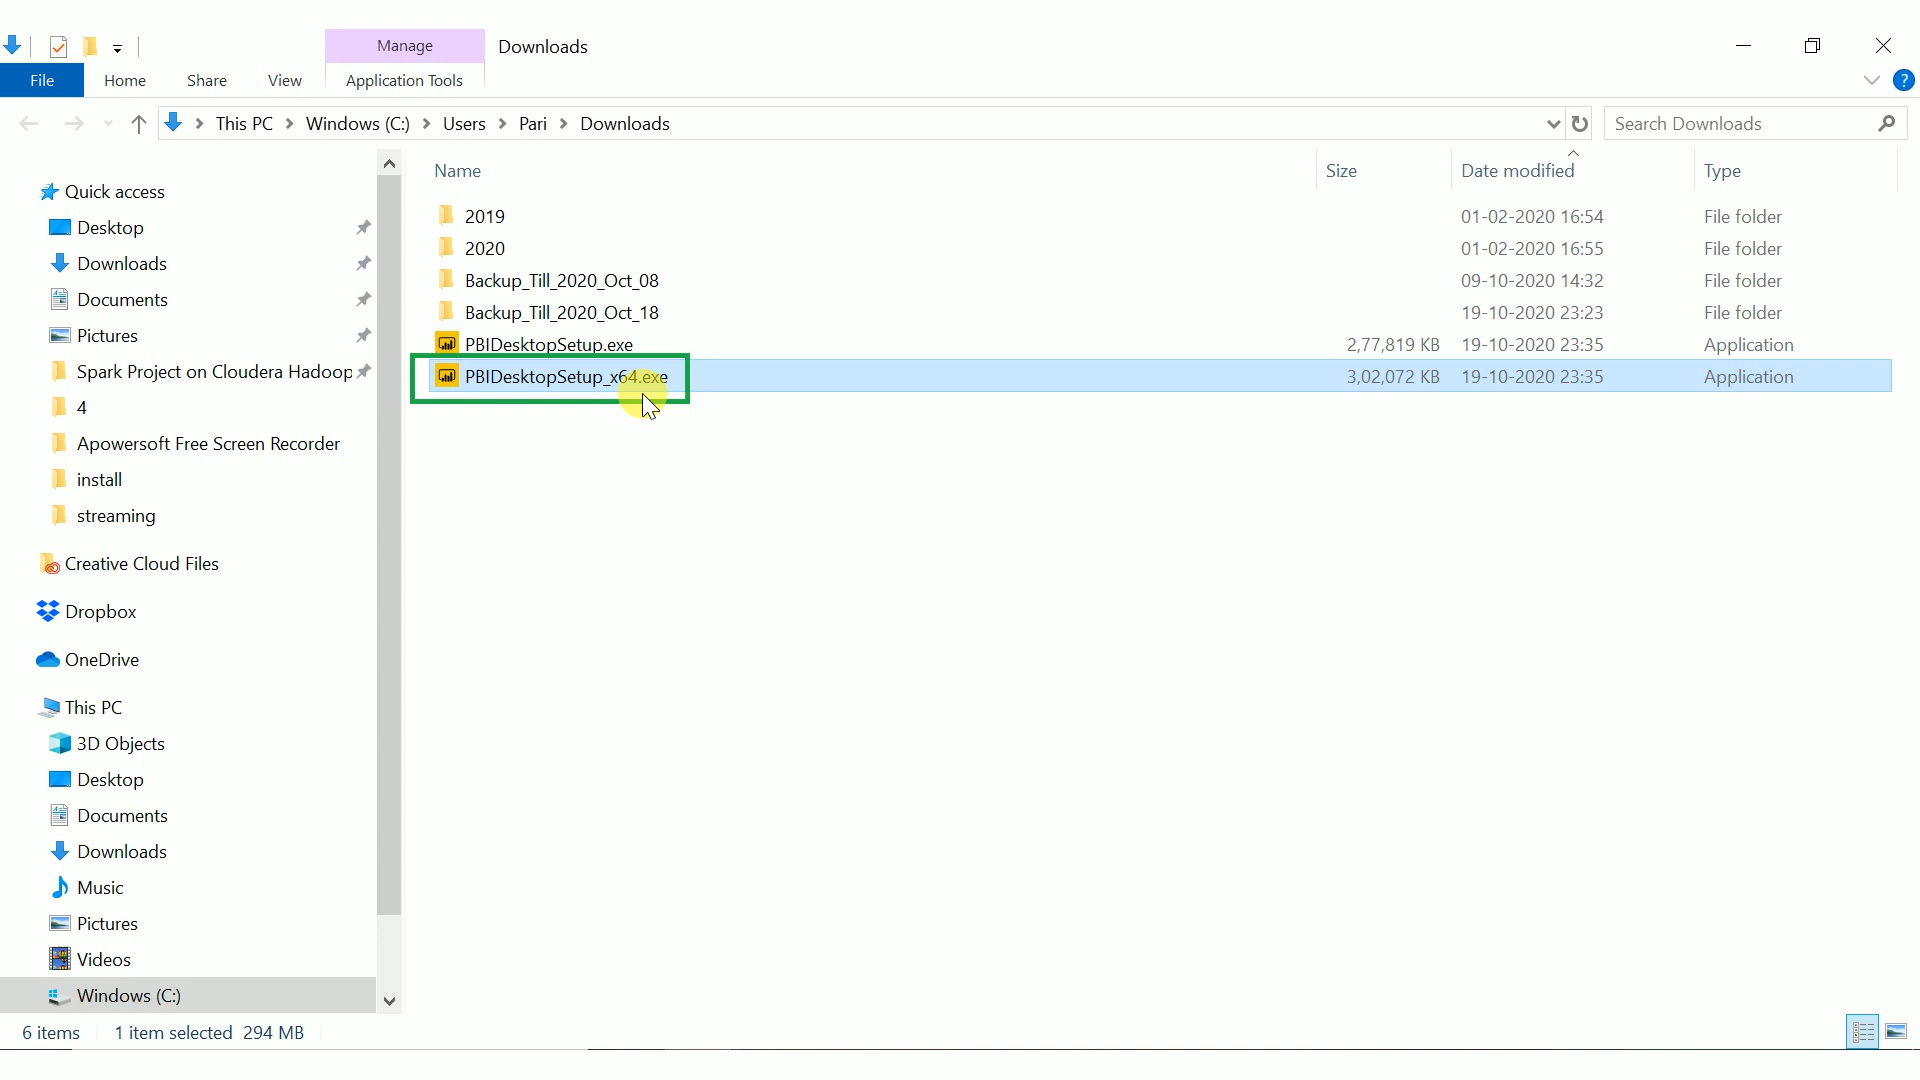 Manage Downloads
File Home Share View Application Tools ?
This PC Windows (C:) Users Pari Downloads Search Downloads
Name Size Date modified Type
Quick access
Desktop
Downloads
Documents
Pictures
Spark Project on Cloudera Hadoop
4
Apowersoft Free Screen Recorder
install
streaming
Creative Cloud Files
Dropbox
OneDrive
This PC
3D Objects
Desktop
Documents
Downloads
Music
Pictures
Videos
Windows (C:)
2019 01-02-2020 16:54 File folder
2020 01-02-2020 16:55 File folder
Backup_Till_2020_Oct_08 09-10-2020 14:32 File folder
Backup_Till_2020_Oct_18 19-10-2020 23:23 File folder
PBIDesktopSetup.exe 2,77,819 KB 19-10-2020 23:35 Application
PBIDesktopSetup_x64.exe 3,02,072 KB 19-10-2020 23:35 Application
6 items 1 item selected 294 MB